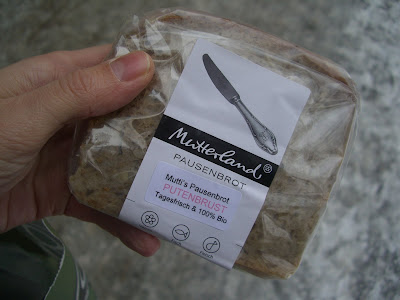 Mutterland®
PAUSENBROT
Mutti's Pausenbrot
PUTENBRUST
Tagesfrisch & 100% Bio